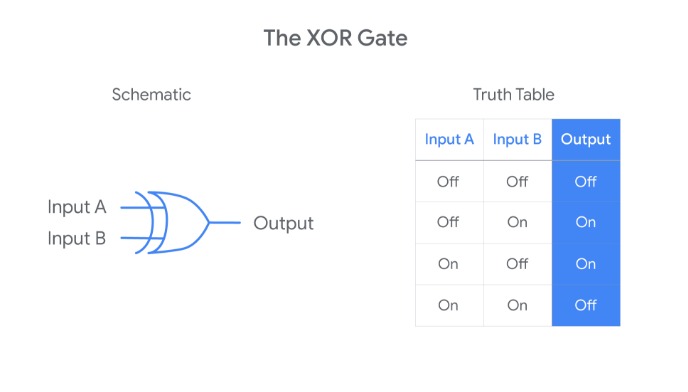 The XOR Gate
Schematic
Input A
Input B
Output
Truth Table
Input A Input B Output
Off Off Off
Off On On
On Off On
On On Off